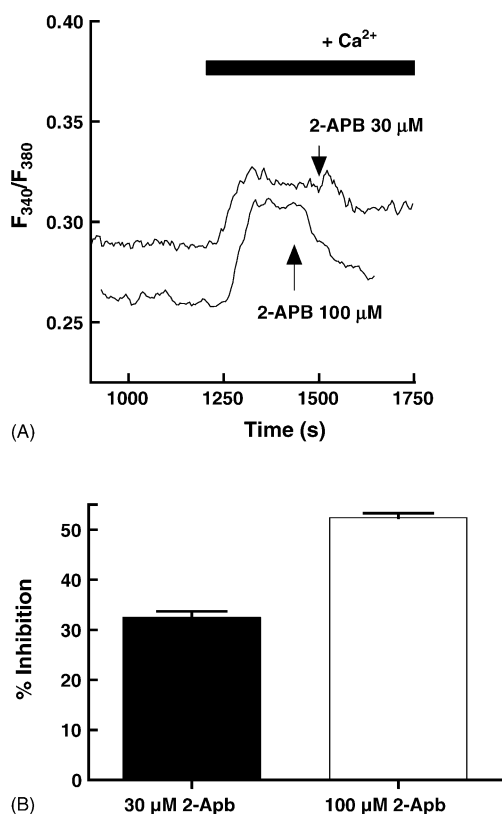 + Ca²⁺
0.40
0.35
0.30
0.25
F₃₄₀/F₃₈₀
2-APB 30 µM
2-APB 100 µM
1000 1250 1500 1750
(A) Time (s)
50
40
30
20
10
0
% Inhibition
30 µM 2-Apb 100 µM 2-Apb
(B)